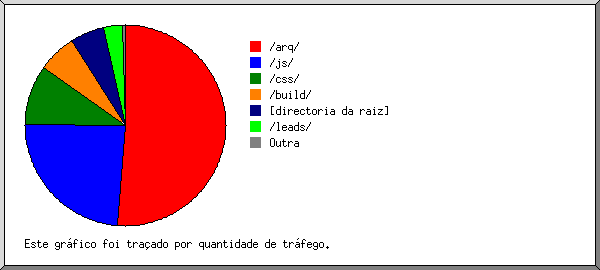 /arq/
/js/
/css/
/build/
[directoria da raiz]
/leads/
Outra
Este gráfico foi traçado por quantidade de tráfego.